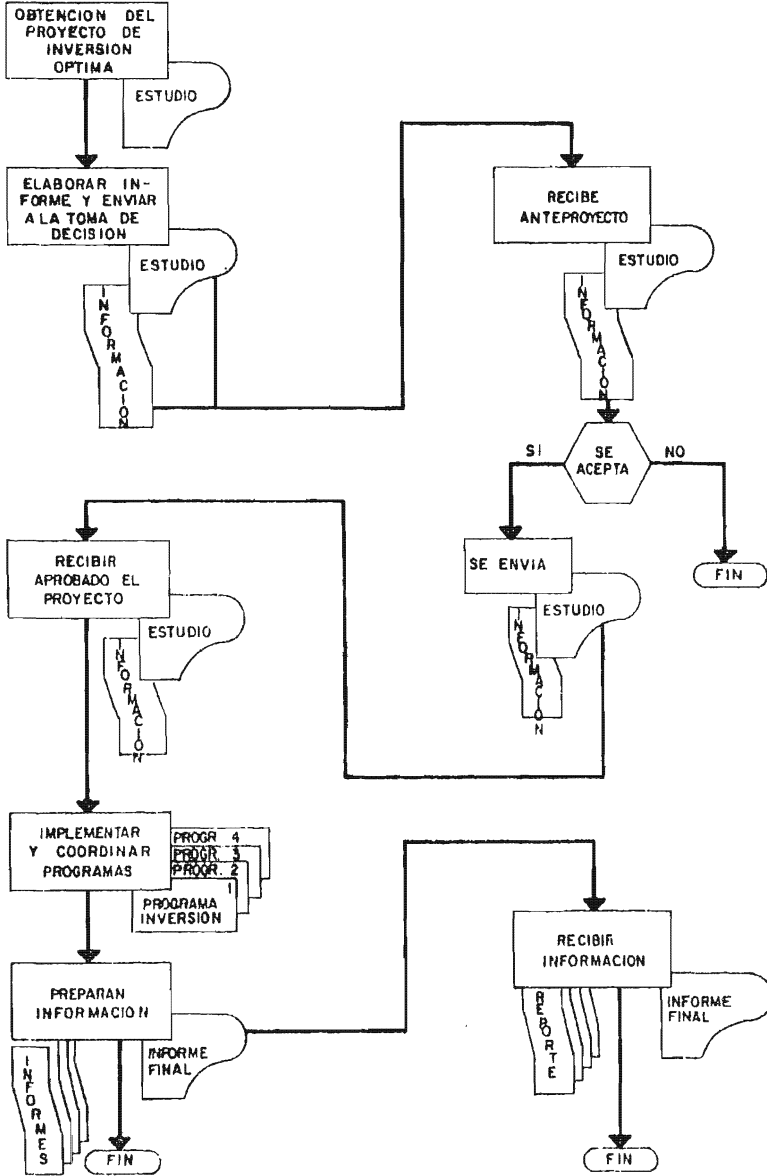 OBTENCION DEL
PROYECTO DE
INVERSION
OPTIMA
ESTUDIO
ELABORAR IN-
FORME Y ENVIAR
A LA TOMA DE
DECISION
ESTUDIO
INFORMACION
RECIBE
ANTEPROYECTO
ESTUDIO
INFORMACION
SE
ACEPTA
SI
NO
FIN
SE ENVIA
ESTUDIO
INFORMACION
RECIBIR
APROBADO EL
PROYECTO
ESTUDIO
INFORMACION
IMPLEMENTAR
Y COORDINAR
PROGRAMAS
PROGR 4
PROGR. 3
PROGR. 2
1
PROGRAMA
INVERSION
PREPARAN
INFORMACION
INFORME
FINAL
INFORMES
FIN
RECIBIR
INFORMACION
REPORTE
INFORME
FINAL
FIN